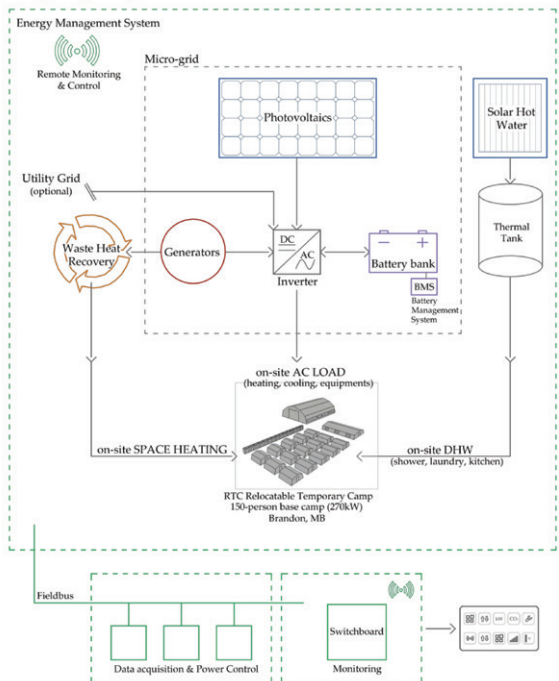 Energy Management System
Remote Monitoring
& Control
Micro-grid
Photovoltaics
Solar Hot
Water
Utility Grid
(optional)
Waste Heat
Recovery
Generators
DC
AC
Inverter
Battery bank
BMS
Battery
Management
System
Thermal
Tank
on-site AC LOAD
(heating, cooling, equipments)
on-site SPACE HEATING
on-site DHW
(shower, laundry, kitchen)
RTC Relocatable Temporary Camp
150-person base camp (270kW)
Brandon, MB
Fieldbus
Data acquisition & Power Control
Switchboard
Monitoring